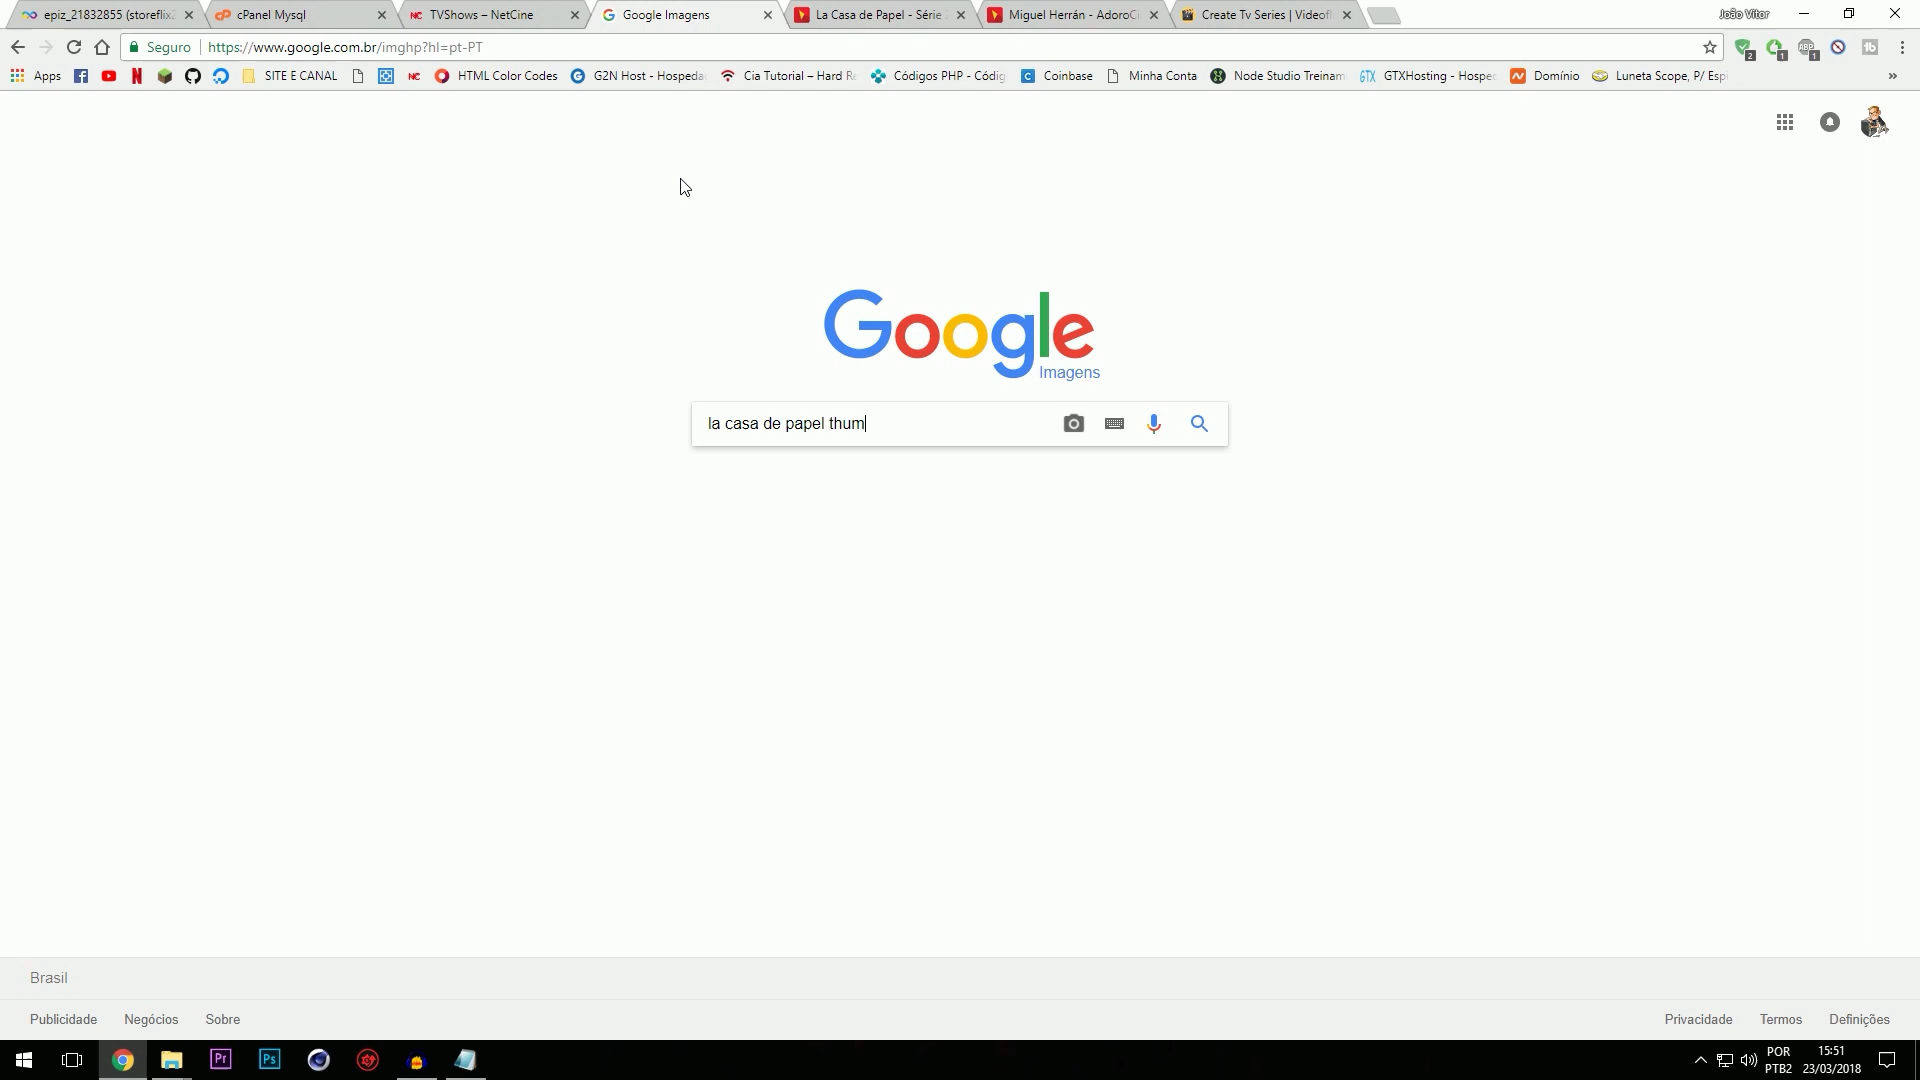 epiz_21832855 (storeflix2
cPanel Mysql
TVShows – NetCine
Google Imagens
La Casa de Papel - Série
Miguel Herrán - AdoroCi
Create Tv Series | Videofl
João Vitor
Seguro
https://www.google.com.br/imghp?hl=pt-PT
Apps
SITE E CANAL
HTML Color Codes
G2N Host - Hospeda
Cia Tutorial – Hard Re
Códigos PHP - Códig
Coinbase
Minha Conta
Node Studio Treinam
GTXHosting - Hospec
Domínio
Luneta Scope, P/ Esp
Google
Imagens
la casa de papel thum
Brasil
Publicidade
Negócios
Sobre
Privacidade
Termos
Definições
POR
PTB2
15:51
23/03/2018